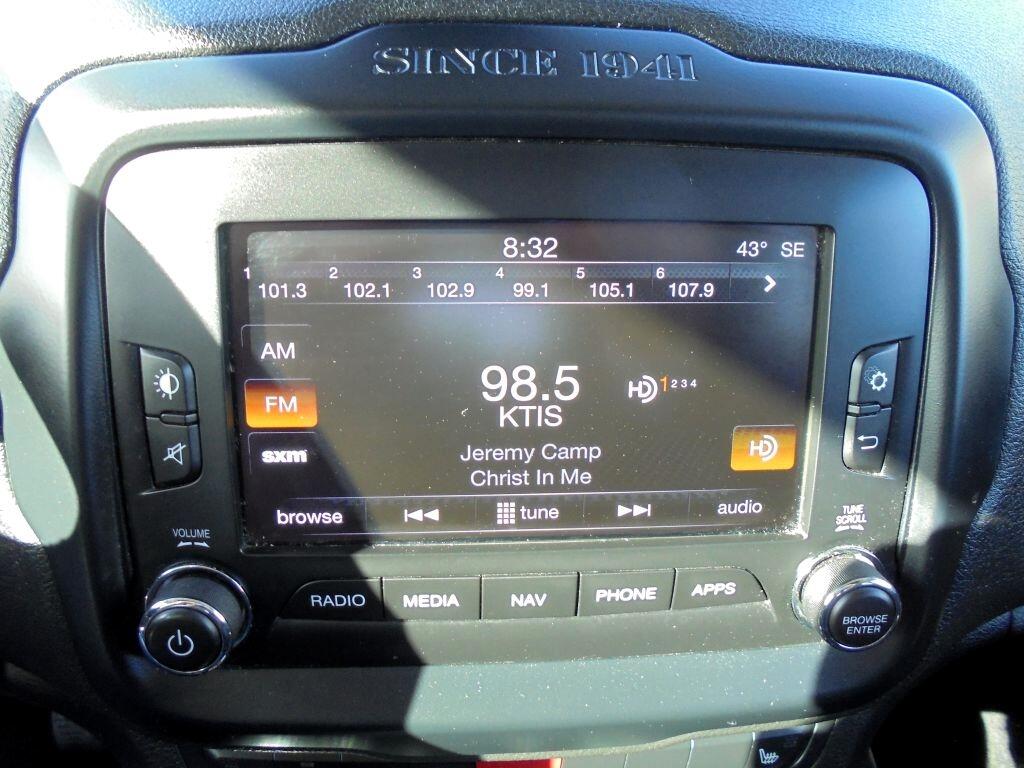 SINCE 1941
8:32 43° SE
1 2 3 4 5 6
101.3 102.1 102.9 99.1 105.1 107.9
AM
98.5 HD 1 2 3 4
FM
KTIS
HD
sxm
Jeremy Camp
Christ In Me
browse tune audio
VOLUME
TUNE
SCROLL
RADIO MEDIA NAV PHONE APPS
BROWSE
ENTER